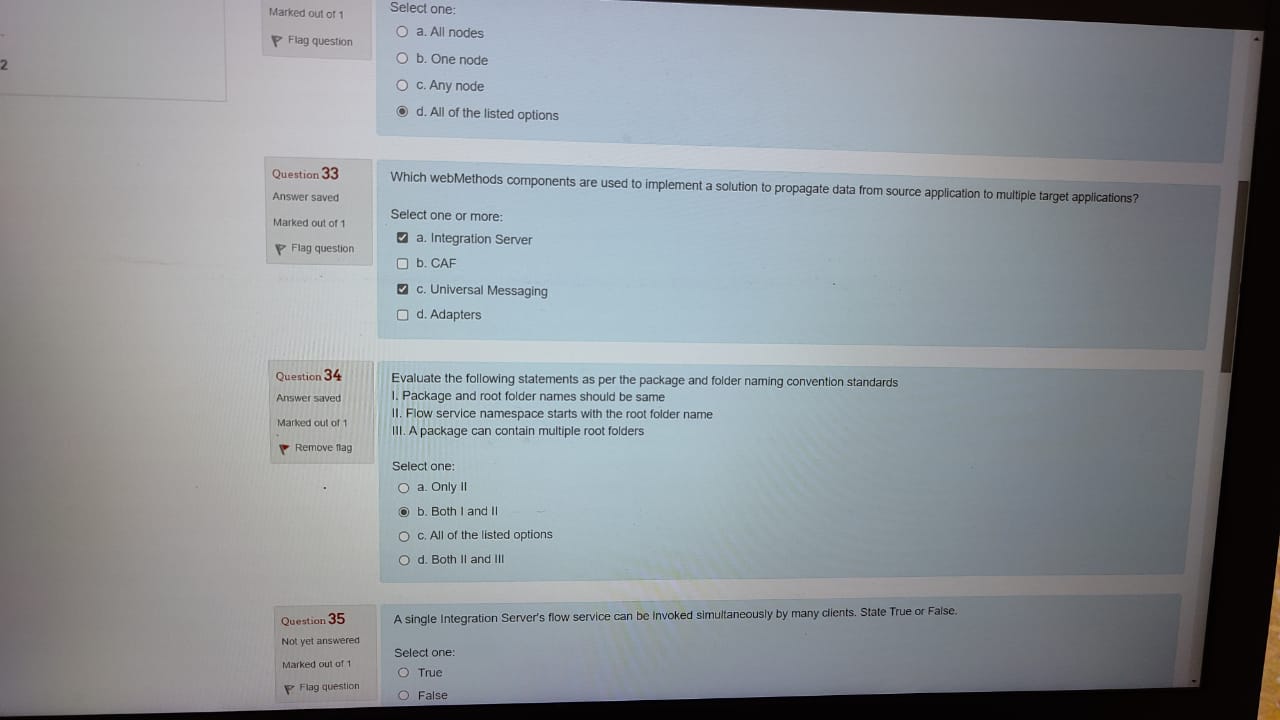 2
Marked out of 1
Flag question
Select one:
a. All nodes
b. One node
c. Any node
d. All of the listed options
Question 33
Answer saved
Marked out of 1
Flag question
Which webMethods components are used to implement a solution to propagate data from source application to multiple target applications?
Select one or more:
a. Integration Server
b. CAF
c. Universal Messaging
d. Adapters
Question 34
Answer saved
Marked out of 1
Remove flag
Evaluate the following statements as per the package and folder naming convention standards
I. Package and root folder names should be same
II. Flow service namespace starts with the root folder name
III. A package can contain multiple root folders
Select one:
a. Only II
b. Both I and II
c. All of the listed options
d. Both II and III
Question 35
Not yet answered
Marked out of 1
Flag question
A single Integration Server's flow service can be invoked simultaneously by many clients. State True or False.
Select one:
True
False